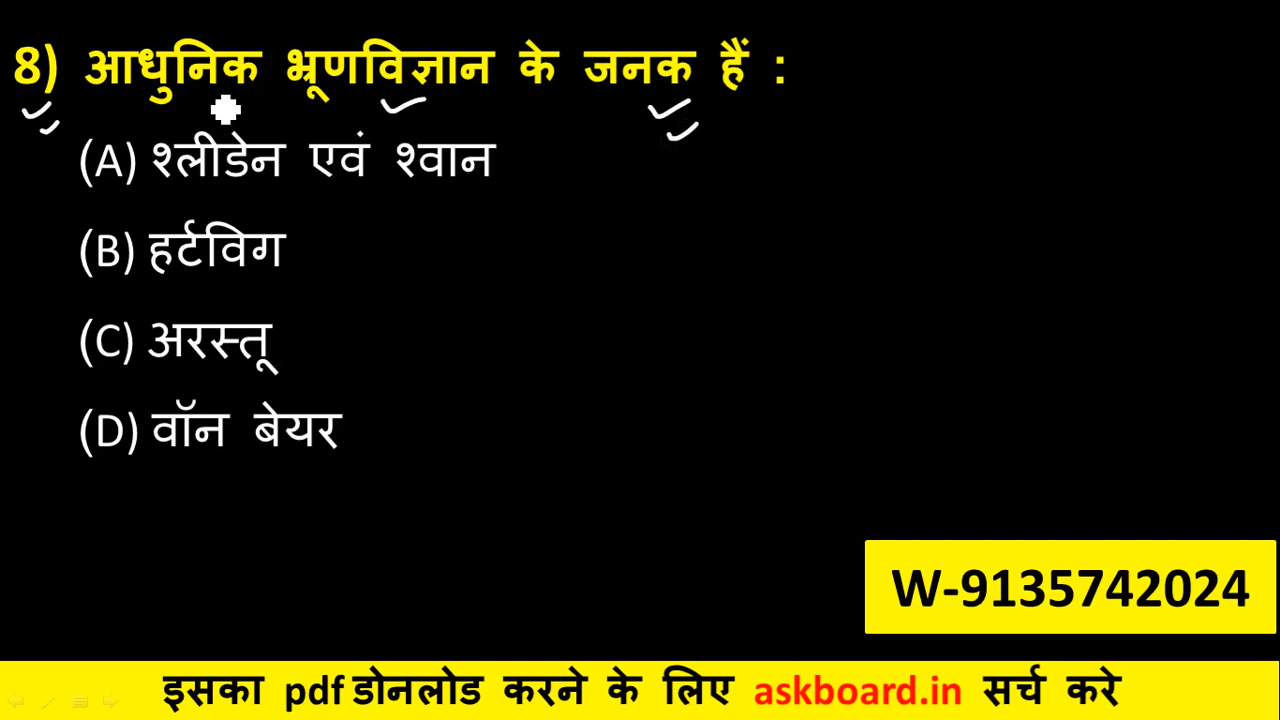 8) आधुनिक भ्रूणविज्ञान के जनक हैं :
(A) श्लीडेन एवं श्वान
(B) हर्टविग
(C) अरस्तू
(D) वॉन बेयर
W-9135742024
इसका pdf डोनलोड करने के लिए askboard.in सर्च करे